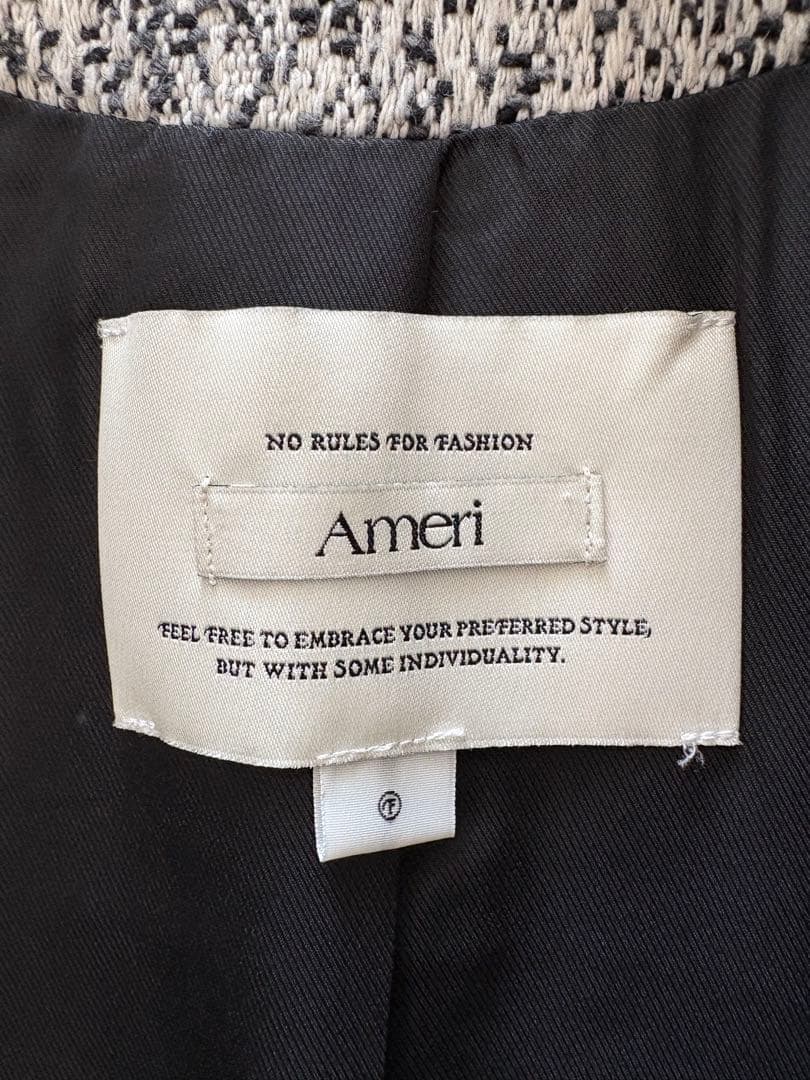 NO RULES FOR FASHION
Ameri
FEEL FREE TO EMBRACE YOUR PREFERRED STYLE,
BUT WITH SOME INDIVIDUALITY.
Ⓕ